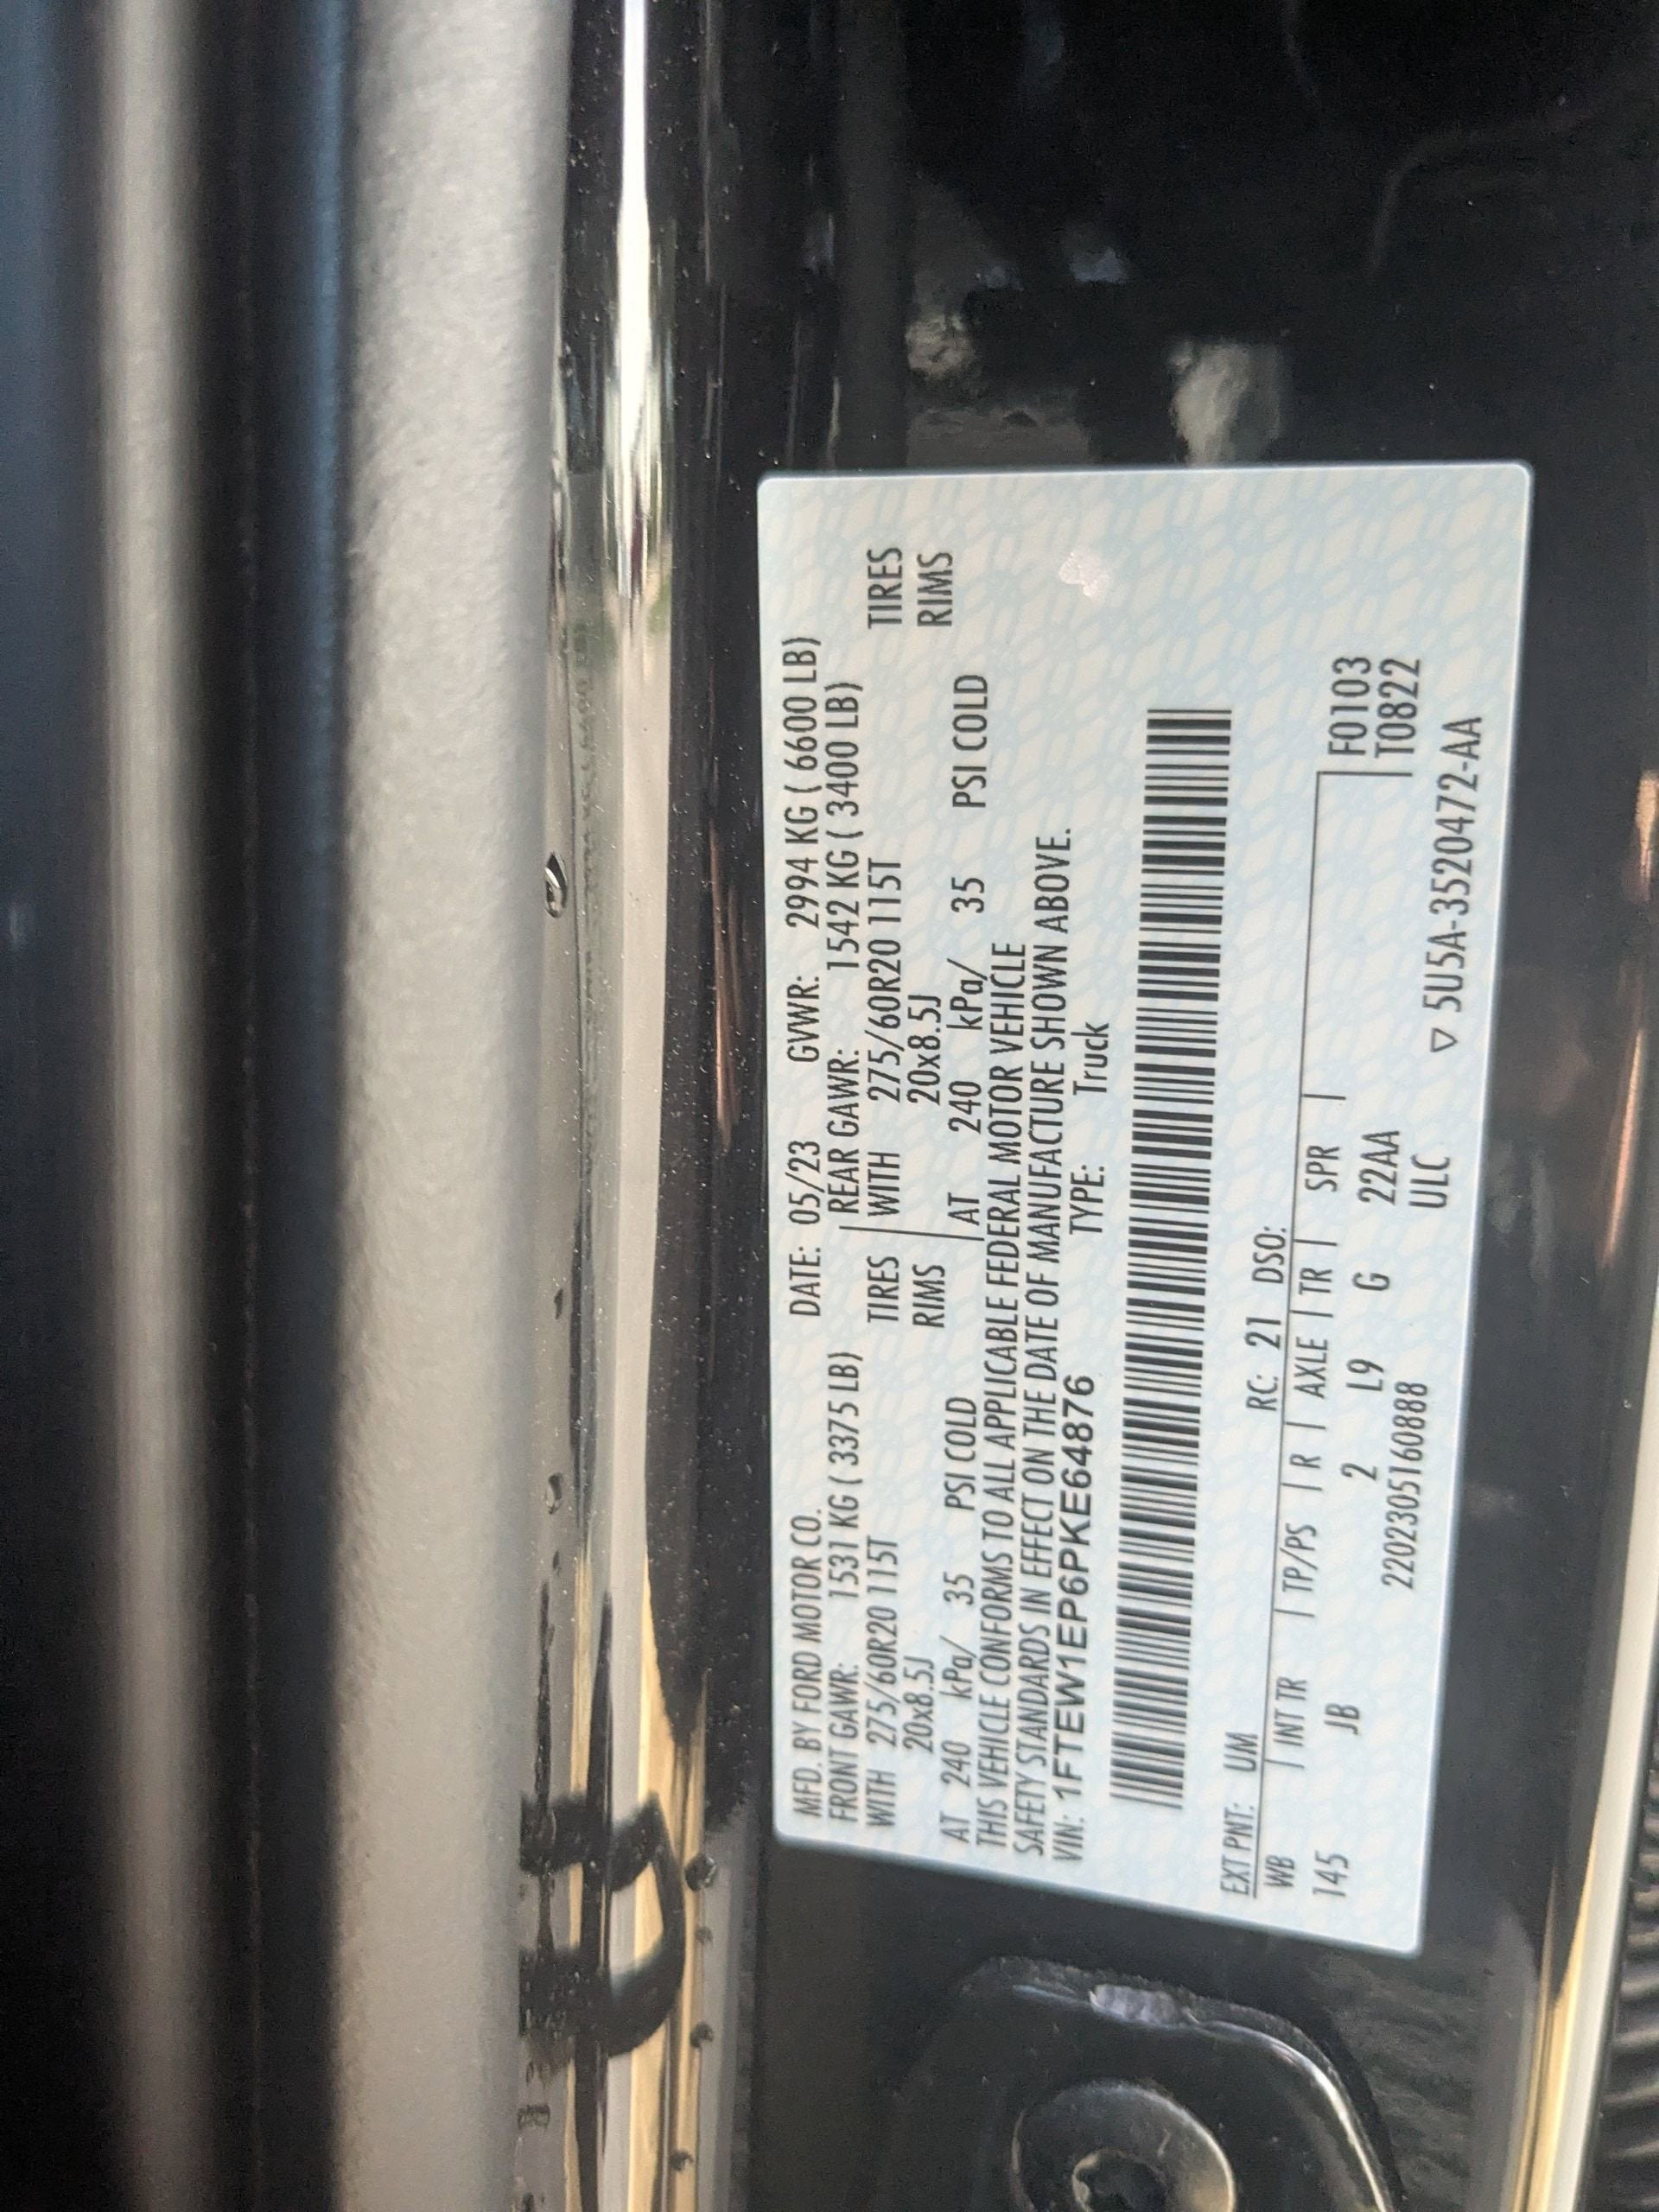 MFD. BY FORD MOTOR CO. DATE: 05/23 GVWR: 2994 KG ( 6600 LB)
FRONT GAWR: 1531 KG ( 3375 LB) REAR GAWR: 1542 KG ( 3400 LB)
WITH 275/60R20 115T TIRES WITH 275/60R20 115T TIRES
20x8.5J RIMS 20x8.5J RIMS
AT 240 kPa/ 35 PSI COLD AT 240 kPa/ 35 PSI COLD
THIS VEHICLE CONFORMS TO ALL APPLICABLE FEDERAL MOTOR VEHICLE
SAFETY STANDARDS IN EFFECT ON THE DATE OF MANUFACTURE SHOWN ABOVE.
VIN: 1FTEW1EP6PKE64876 TYPE: Truck
EXT PNT: UM RC: 21 DSO:
WB | INT TR | TP/PS | R | AXLE | TR | SPR |
F0103
T0822
145 JB 2 L9 G 22AA
2202305160888 ULC ▽ 5U5A-3520472-AA